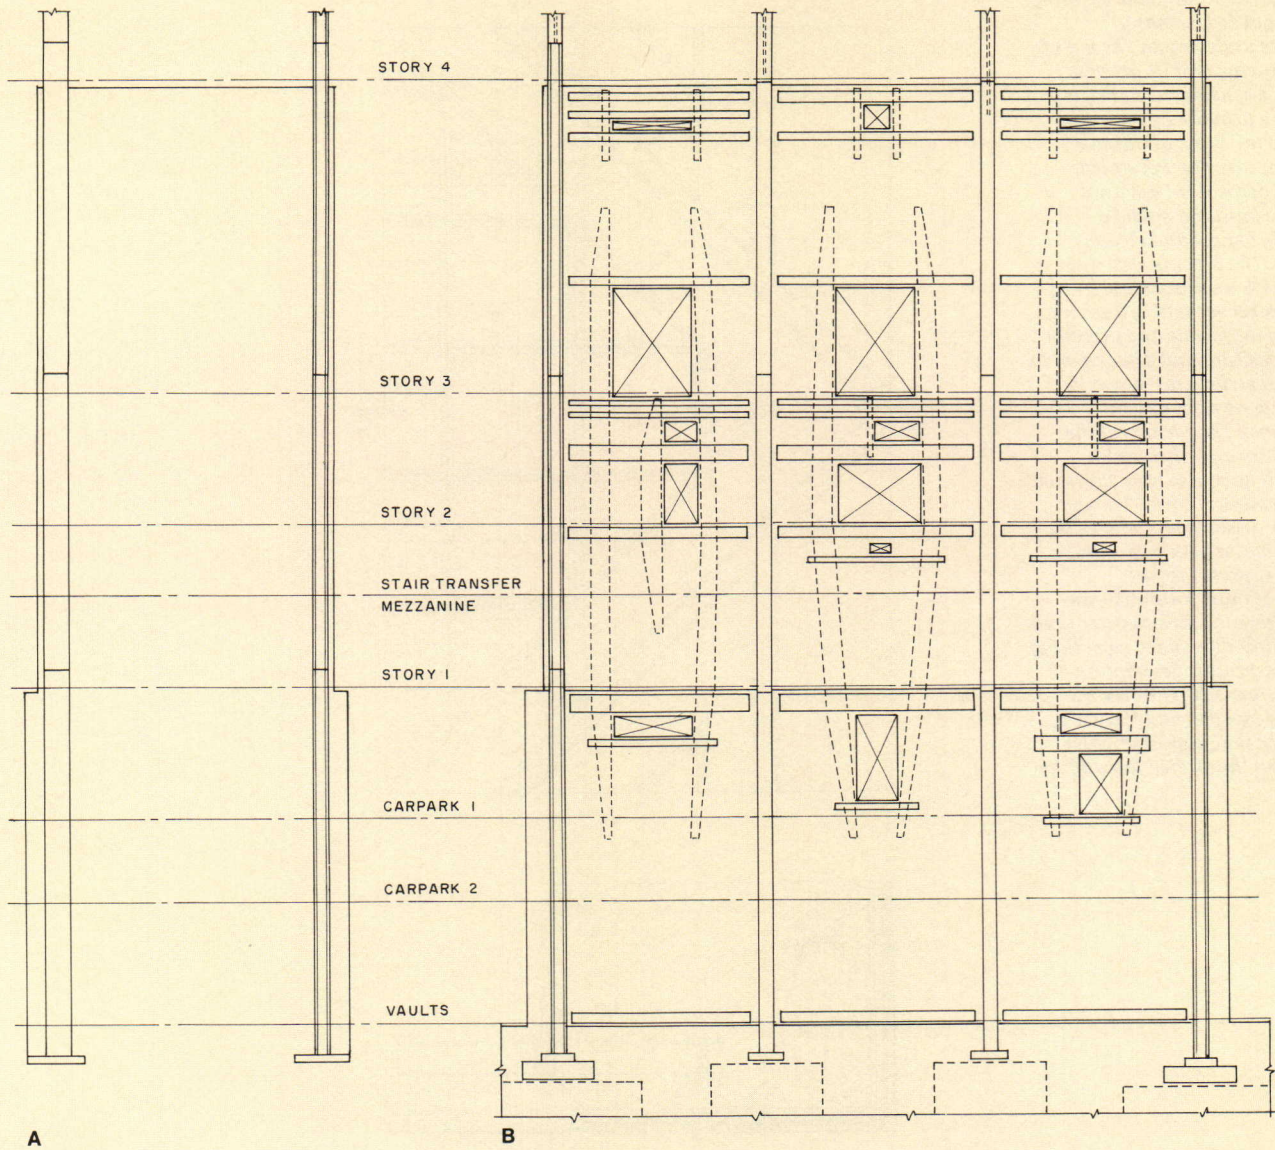 STORY 4
STORY 3
STORY 2
STAIR TRANSFER
MEZZANINE
STORY 1
CARPARK 1
CARPARK 2
VAULTS
A
B